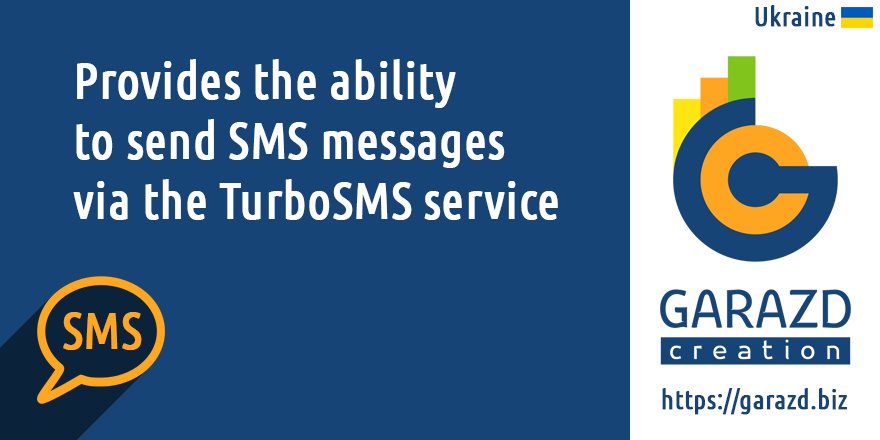 Ukraine
Provides the ability
to send SMS messages
via the TurboSMS service
SMS
GARAZD
creation
https://garazd.biz